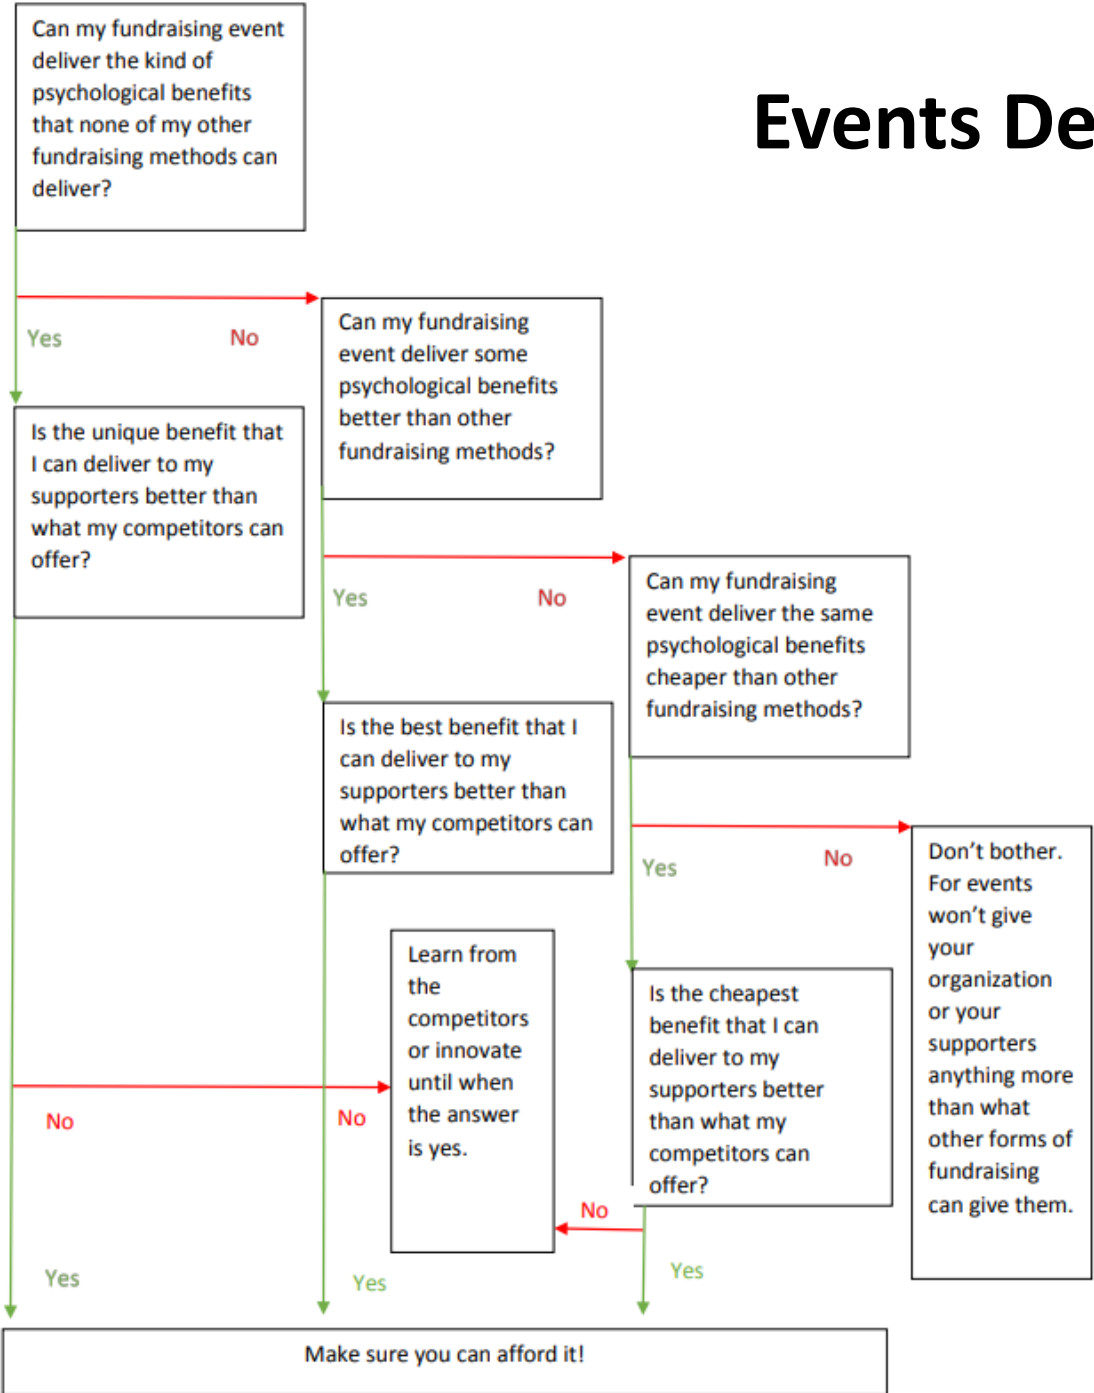 Can my fundraising event
deliver the kind of
psychological benefits
that none of my other
fundraising methods can
deliver?
Events De
Yes
No
Can my fundraising
event deliver some
psychological benefits
better than other
fundraising methods?
Is the unique benefit that
I can deliver to my
supporters better than
what my competitors can
offer?
Yes
No
Can my fundraising
event deliver the same
psychological benefits
cheaper than other
fundraising methods?
Is the best benefit that I
can deliver to my
supporters better than
what my competitors can
offer?
Yes
No
Don’t bother.
For events
won’t give
your
organization
or your
supporters
anything more
than what
other forms of
fundraising
can give them.
Learn from
the
competitors
or innovate
until when
the answer
is yes.
Is the cheapest
benefit that I can
deliver to my
supporters better
than what my
competitors can
offer?
No
No
No
Yes
Yes
Yes
Make sure you can afford it!